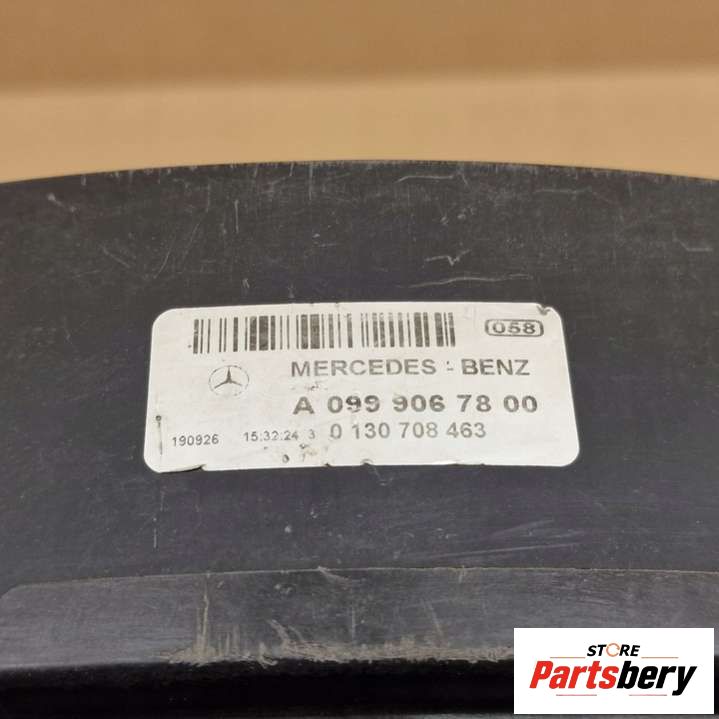 058
MERCEDES - BENZ
A 099 906 78 00
190926 15:32:24 3 0 130 708 463
STORE
Partsbery